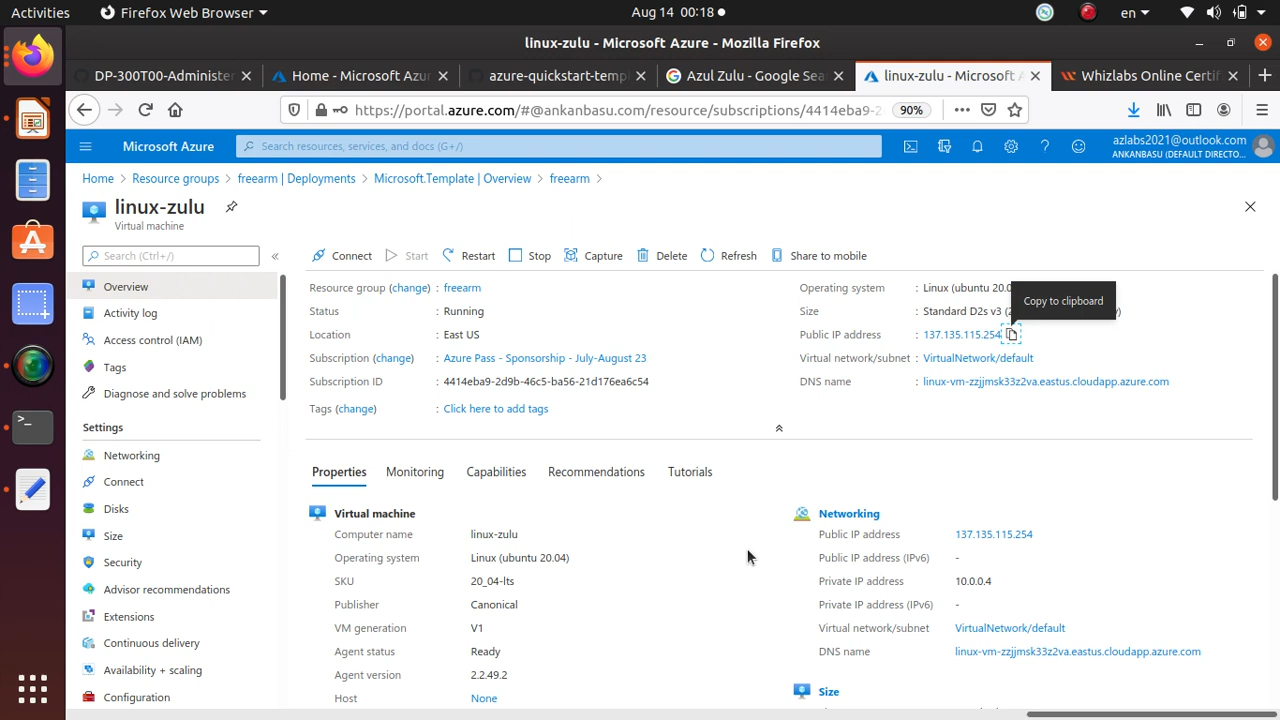 Activities
Firefox Web Browser
Aug 14 00:18
en
linux-zulu - Microsoft Azure - Mozilla Firefox
DP-300T00-Administe
Home - Microsoft Azu
azure-quickstart-temp
Azul Zulu - Google Sea
linux-zulu - Microsoft A
Whizlabs Online Certif
https://portal.azure.com/#@ankanbasu.com/resource/subscriptions/4414eba9-2
90%
Microsoft Azure
Search resources, services, and docs (G+/)
azlabs2021@outlook.com
ANKANBASU (DEFAULT DIRECTO...
Home > Resource groups > freearm | Deployments > Microsoft.Template | Overview > freearm >
linux-zulu
Virtual machine
Search (Ctrl+/)
«
Connect
Start
Restart
Stop
Capture
Delete
Refresh
Share to mobile
Overview
Activity log
Access control (IAM)
Tags
Diagnose and solve problems
Settings
Networking
Connect
Disks
Size
Security
Advisor recommendations
Extensions
Continuous delivery
Availability + scaling
Configuration
Resource group (change) : freearm
Status : Running
Location : East US
Subscription (change) : Azure Pass - Sponsorship - July-August 23
Subscription ID : 4414eba9-2d9b-46c5-ba56-21d176ea6c54
Tags (change) : Click here to add tags
Operating system : Linux (ubuntu 20.0
Size : Standard D2s v3 (2
Copy to clipboard
Public IP address : 137.135.115.254
Virtual network/subnet : VirtualNetwork/default
DNS name : linux-vm-zzjjmsk33z2va.eastus.cloudapp.azure.com
Properties
Monitoring
Capabilities
Recommendations
Tutorials
Virtual machine
Computer name linux-zulu
Operating system Linux (ubuntu 20.04)
SKU 20_04-lts
Publisher Canonical
VM generation V1
Agent status Ready
Agent version 2.2.49.2
Host None
Networking
Public IP address 137.135.115.254
Public IP address (IPv6) -
Private IP address 10.0.0.4
Private IP address (IPv6) -
Virtual network/subnet VirtualNetwork/default
DNS name linux-vm-zzjjmsk33z2va.eastus.cloudapp.azure.com
Size